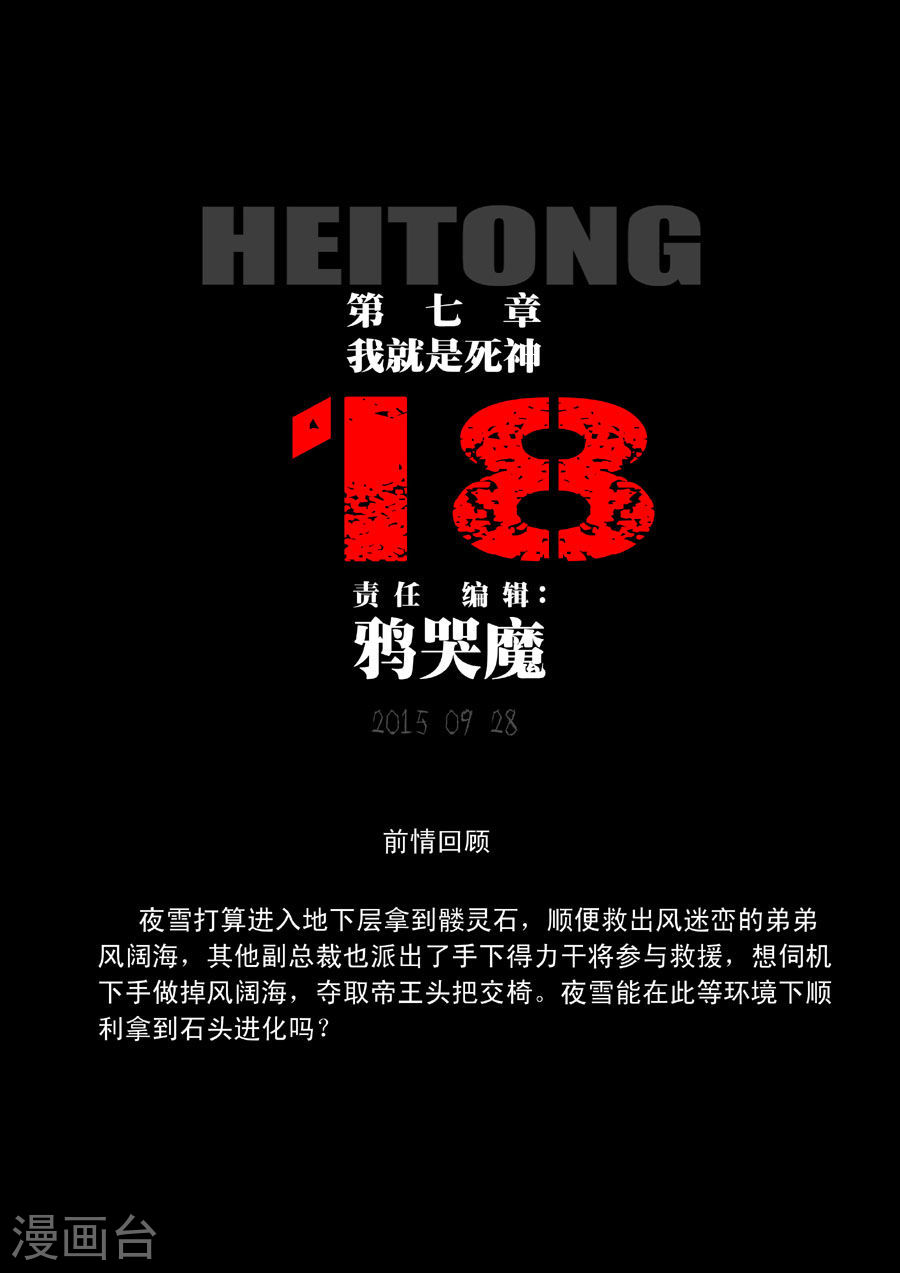 HEITONG
第七章
我就是死神
18
责任 编辑：
鸦哭魔
2015 09 28
前情回顾
夜雪打算进入地下层拿到髅灵石，顺便救出风迷峦的弟弟
风阔海，其他副总裁也派出了手下得力干将参与救援，想伺机
下手做掉风阔海，夺取帝王头把交椅。夜雪能在此等环境下顺
利拿到石头进化吗？
漫画台